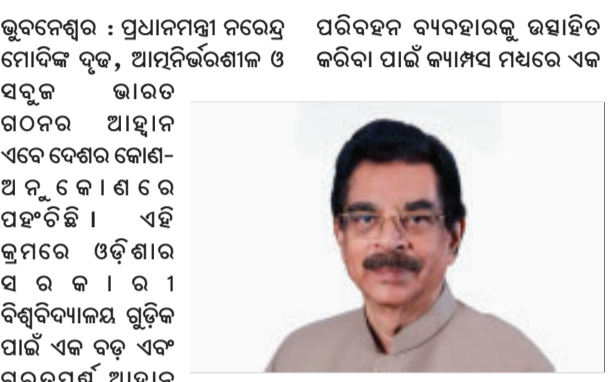 ଭୁବନେଶ୍ୱର : ପ୍ରଧାନମନ୍ତ୍ରୀ ନରେନ୍ଦ୍ର
ମୋଦିଙ୍କ ଦୃଢ, ଆତ୍ମନିର୍ଭରଶୀଳ ଓ
ସବୁଜ ଭାରତ
ଗଠନର ଆହ୍ୱାନ
ଏବେ ଦେଶର କୋଣ-
ଅନୁକୋଣରେ
ପହଂଚିଛି । ଏହି
କ୍ରମରେ ଓଡ଼ିଶାର
ସରକାରୀ
ବିଶ୍ୱବିଦ୍ୟାଳୟ ଗୁଡ଼ିକ
ପାଇଁ ଏକ ବଡ଼ ଏବଂ
ପରିବହନ ବ୍ୟବହାରକୁ ଉତ୍ସାହିତ
କରିବା ପାଇଁ କ୍ୟାମ୍ପସ ମଧ୍ୟରେ ଏକ